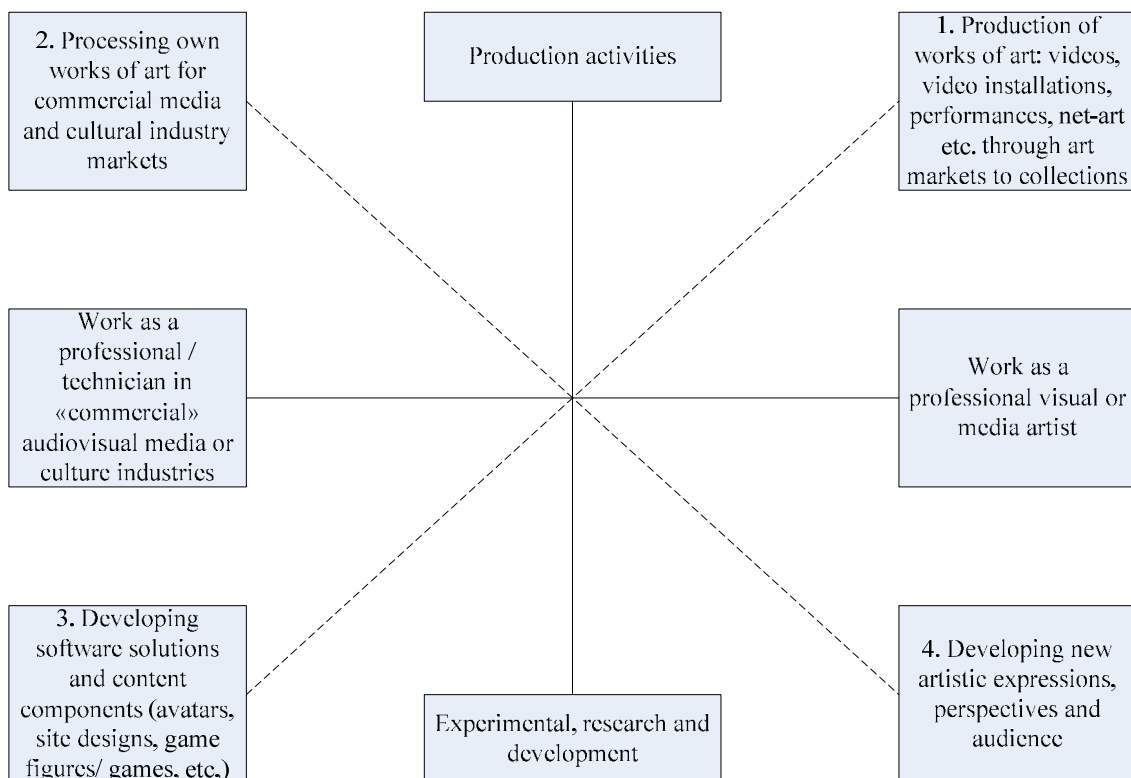 2. Processing own
works of art for
commercial media
and cultural industry
markets
Production activities
1. Production of
works of art: videos,
video installations,
performances, net-art
etc. through art
markets to collections
Work as a
professional /
technician in
«commercial»
audiovisual media or
culture industries
Work as a
professional visual or
media artist
3. Developing
software solutions
and content
components (avatars,
site designs, game
figures/ games, etc,)
Experimental, research and
development
4. Developing new
artistic expressions,
perspectives and
audience